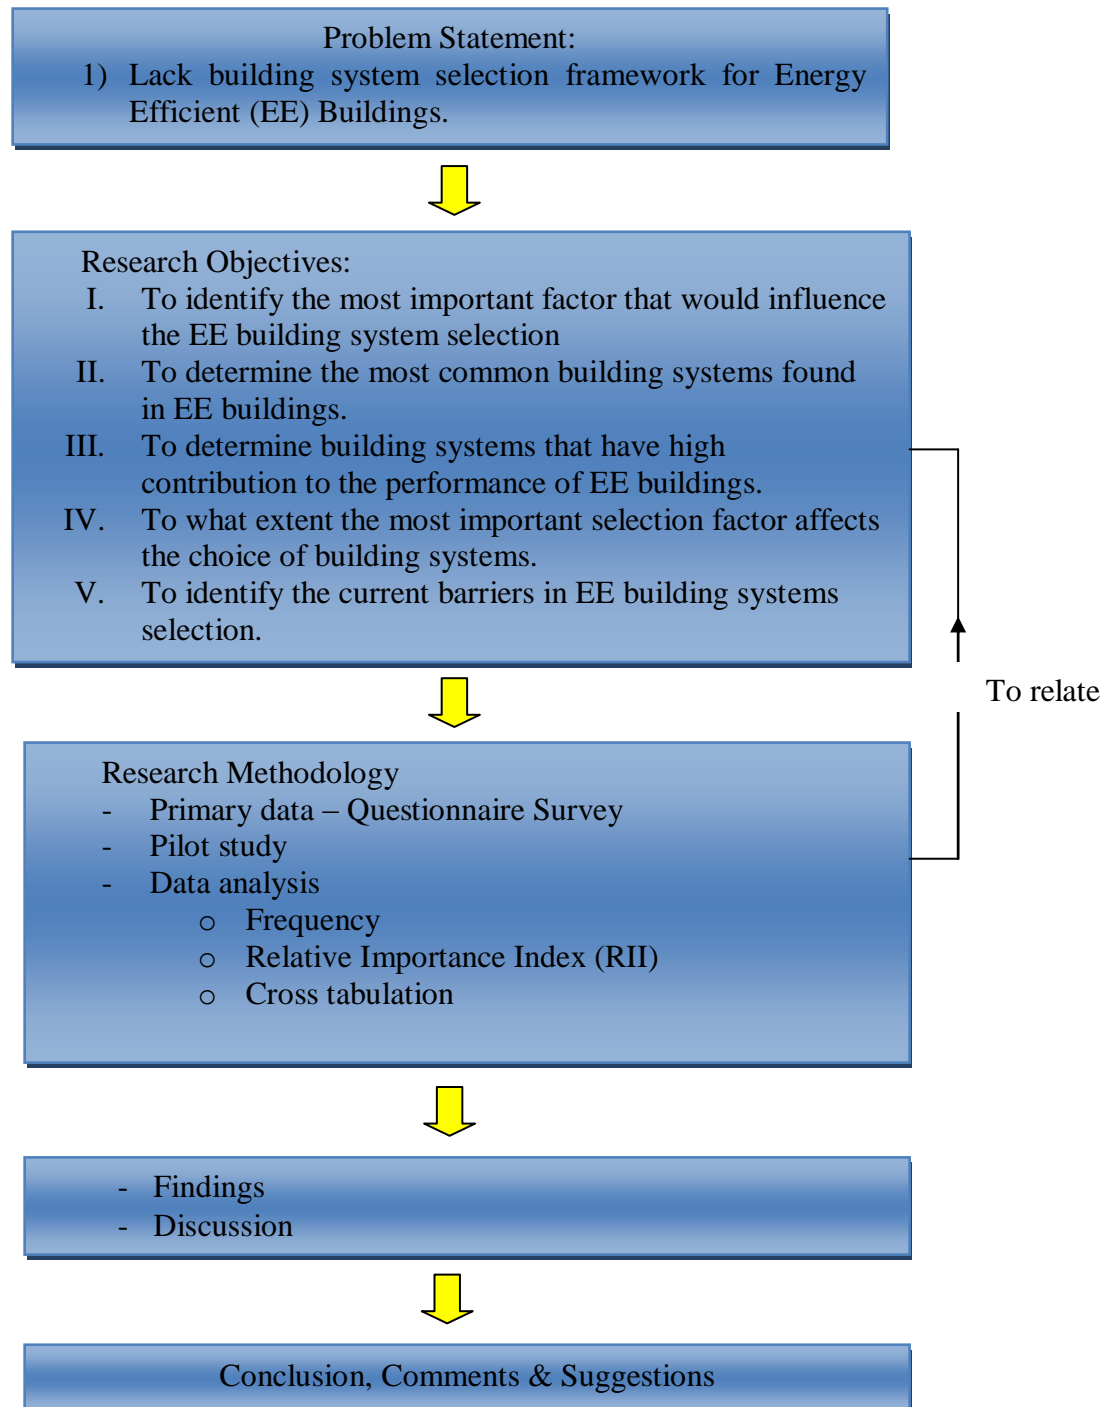 Problem Statement:
1) Lack building system selection framework for Energy
Efficient (EE) Buildings.
Research Objectives:
I. To identify the most important factor that would influence
the EE building system selection
II. To determine the most common building systems found
in EE buildings.
III. To determine building systems that have high
contribution to the performance of EE buildings.
IV. To what extent the most important selection factor affects
the choice of building systems.
V. To identify the current barriers in EE building systems
selection.
To relate
Research Methodology
- Primary data – Questionnaire Survey
- Pilot study
- Data analysis
o Frequency
o Relative Importance Index (RII)
o Cross tabulation
- Findings
- Discussion
Conclusion, Comments & Suggestions